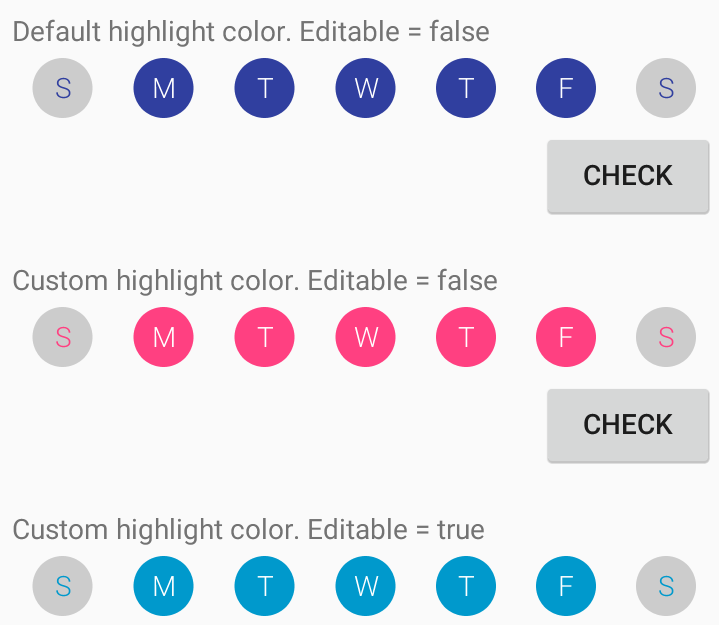 Default highlight color. Editable = false
S M T W T F S
CHECK
Custom highlight color. Editable = false
S M T W T F S
CHECK
Custom highlight color. Editable = true
S M T W T F S